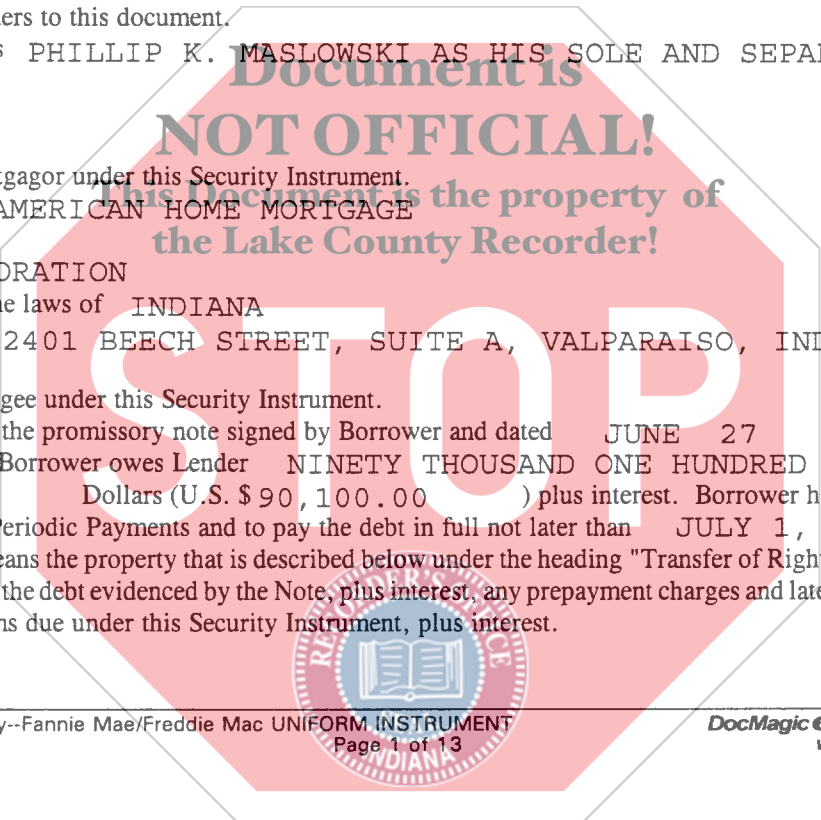 ders to this document.
s PHILLIP K. MASLOWSKI AS HIS SOLE AND SEPA
Document is
NOT OFFICIAL!
tgagor under this Security Instrument.
This Document is the property of
AMERICAN HOME MORTGAGE
the Lake County Recorder!
ORATION
ne laws of INDIANA
2401 BEECH STREET, SUITE A, VALPARAISO, IND
STOP
gee under this Security Instrument.
the promissory note signed by Borrower and dated JUNE 27
Borrower owes Lender NINETY THOUSAND ONE HUNDRED
Dollars (U.S. $ 90,100.00 ) plus interest. Borrower h
Periodic Payments and to pay the debt in full not later than JULY 1,
eans the property that is described below under the heading "Transfer of Righ
the debt evidenced by the Note, plus interest, any prepayment charges and late
ns due under this Security Instrument, plus interest.
RECORDER'S OFFICE
y--Fannie Mae/Freddie Mac UNIFORM INSTRUMENT
DocMagic
Page 1 of 13
INDIANA